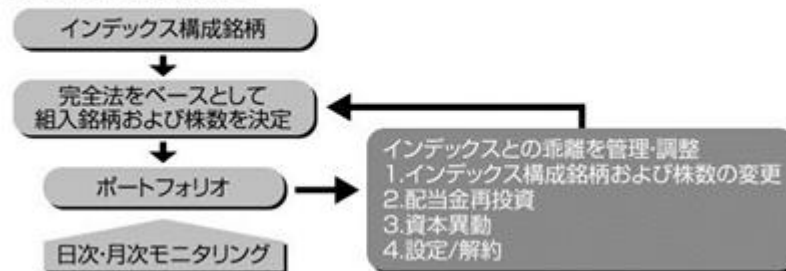 インデックス構成銘柄
完全法をベースとして
組入銘柄および株数を決定
ポートフォリオ
日次・月次モニタリング
インデックスとの乖離を管理・調整
1.インデックス構成銘柄および株数の変更
2.配当金再投資
3.資本異動
4.設定/解約